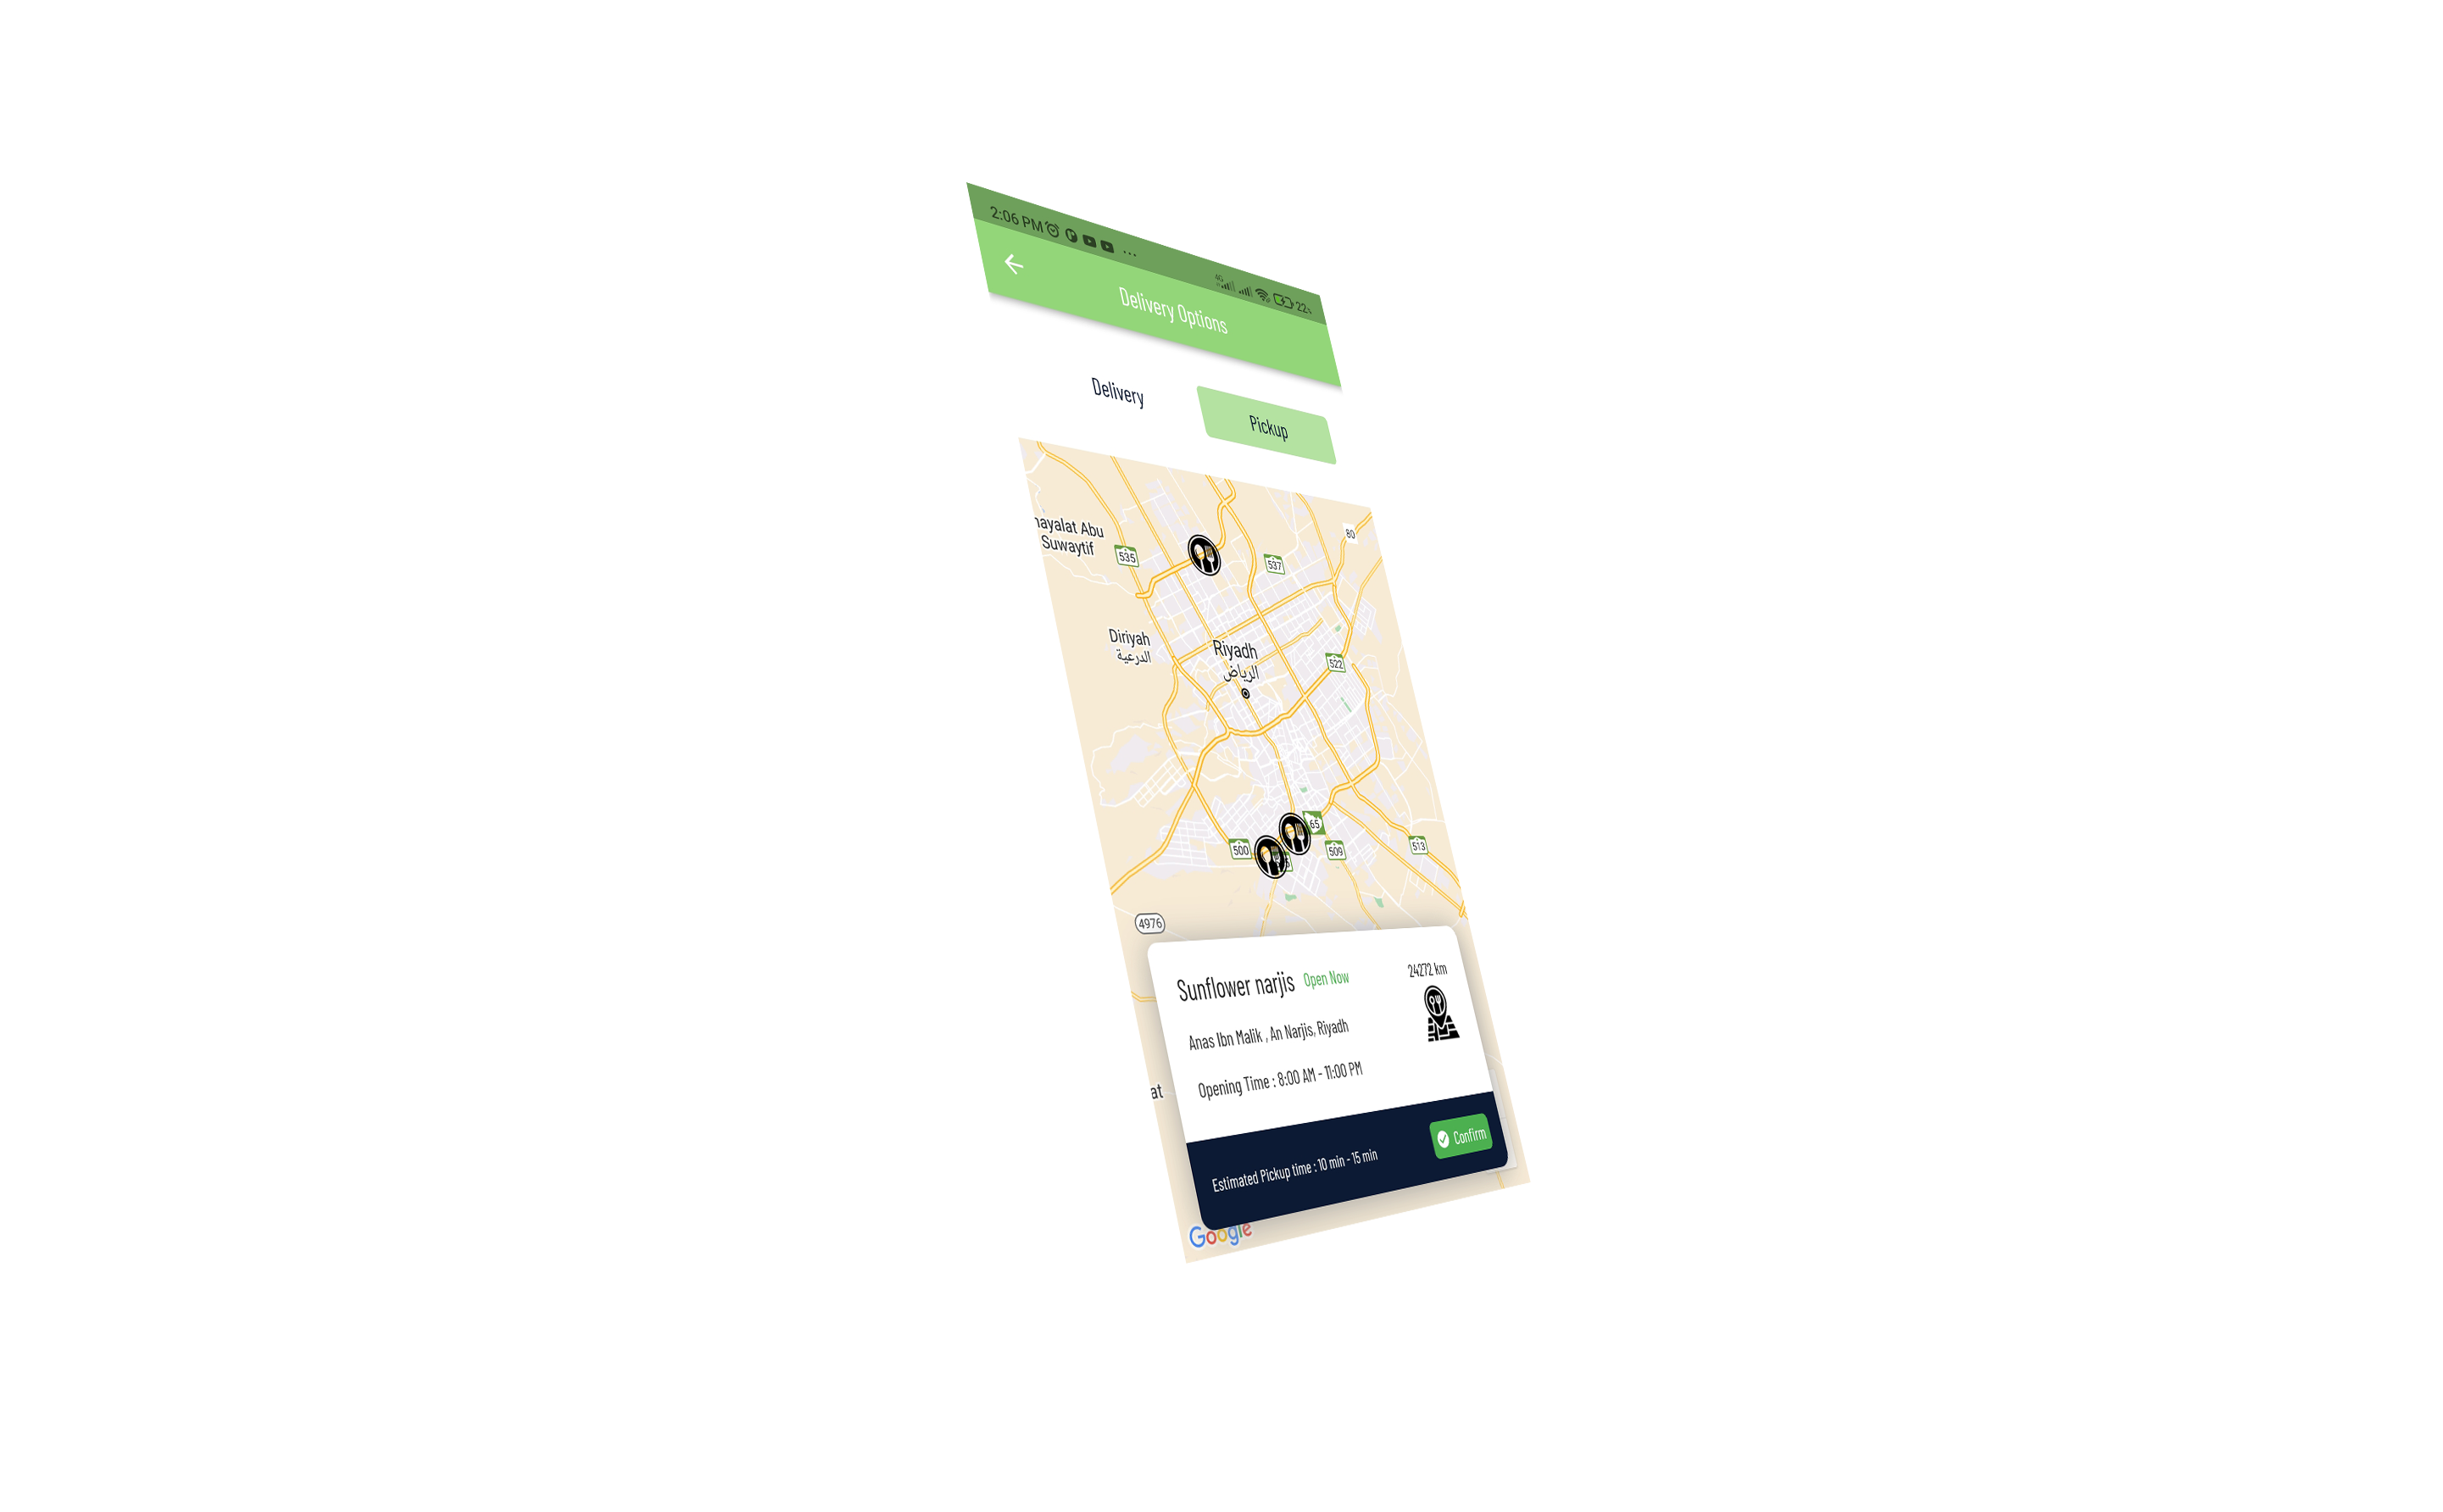 2:06 PM
4G
22%
Delivery Options
Delivery
Pickup
80
hayalat Abu
Suwaytif
535
537
Diriyah
الدرعية
Riyadh
الرياض
522
65
500
509
513
4976
Sunflower narjis Open Now
24272 km
Anas Ibn Malik , An Narjis, Riyadh
Opening Time : 8:00 AM - 11:00 PM
at
Estimated Pickup time : 10 min - 15 min
Confirm
Google